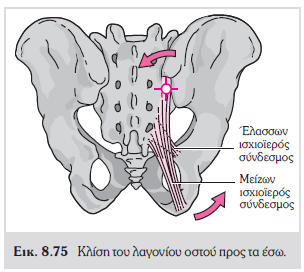 Έλασσων
ισχιοϊερός
σύνδεσμος
Μείζων
ισχιοϊερός
σύνδεσμος
Εικ. 8.75 Κλίση του λαγονίου οστού προς τα έσω.